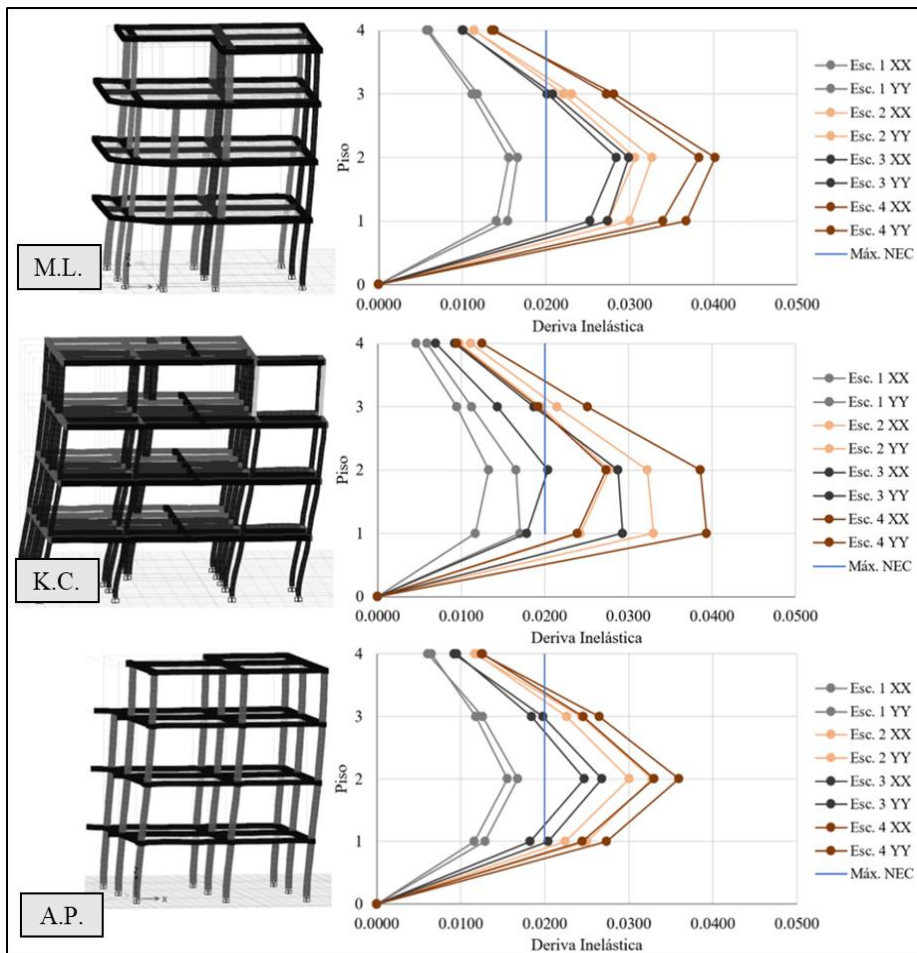 M.L.
Piso
4
3
2
1
0
0.0000 0.0100 0.0200 0.0300 0.0400 0.0500
Deriva Inelástica
Esc. 1 XX
Esc. 1 YY
Esc. 2 XX
Esc. 2 YY
Esc. 3 XX
Esc. 3 YY
Esc. 4 XX
Esc. 4 YY
Máx. NEC
K.C.
Piso
4
3
2
1
0
0.0000 0.0100 0.0200 0.0300 0.0400 0.0500
Deriva Inelástica
Esc. 1 XX
Esc. 1 YY
Esc. 2 XX
Esc. 2 YY
Esc. 3 XX
Esc. 3 YY
Esc. 4 XX
Esc. 4 YY
Máx. NEC
A.P.
X
Piso
4
3
2
1
0
0.0000 0.0100 0.0200 0.0300 0.0400 0.0500
Deriva Inelástica
Esc. 1 XX
Esc. 1 YY
Esc. 2 XX
Esc. 2 YY
Esc. 3 XX
Esc. 3 YY
Esc. 4 XX
Esc. 4 YY
Máx. NEC